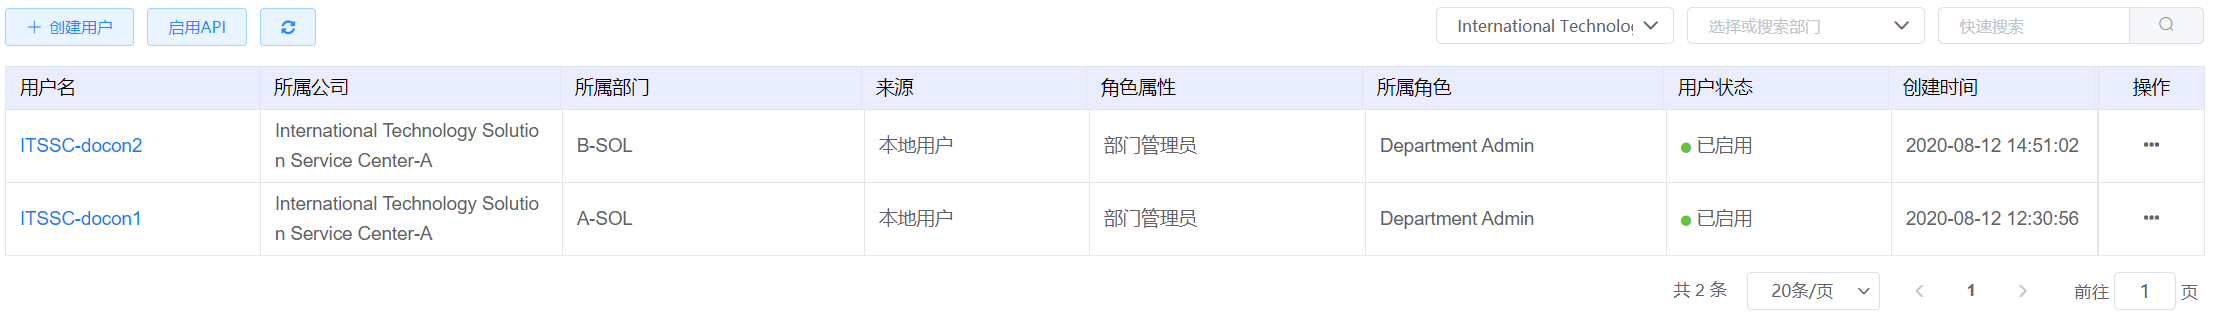 创建用户 启用API International Technolo 选择或搜索部门 快速搜索
用户名 所属公司 所属部门 来源 角色属性 所属角色 用户状态 创建时间 操作
ITSSC-docon2 International Technology Solutio B-SOL 本地用户 部门管理员 Department Admin 已启用 2020-08-12 14:51:02
n Service Center-A
ITSSC-docon1 International Technology Solutio A-SOL 本地用户 部门管理员 Department Admin 已启用 2020-08-12 12:30:56
n Service Center-A
共 2 条 20条/页 1 前往 1 页